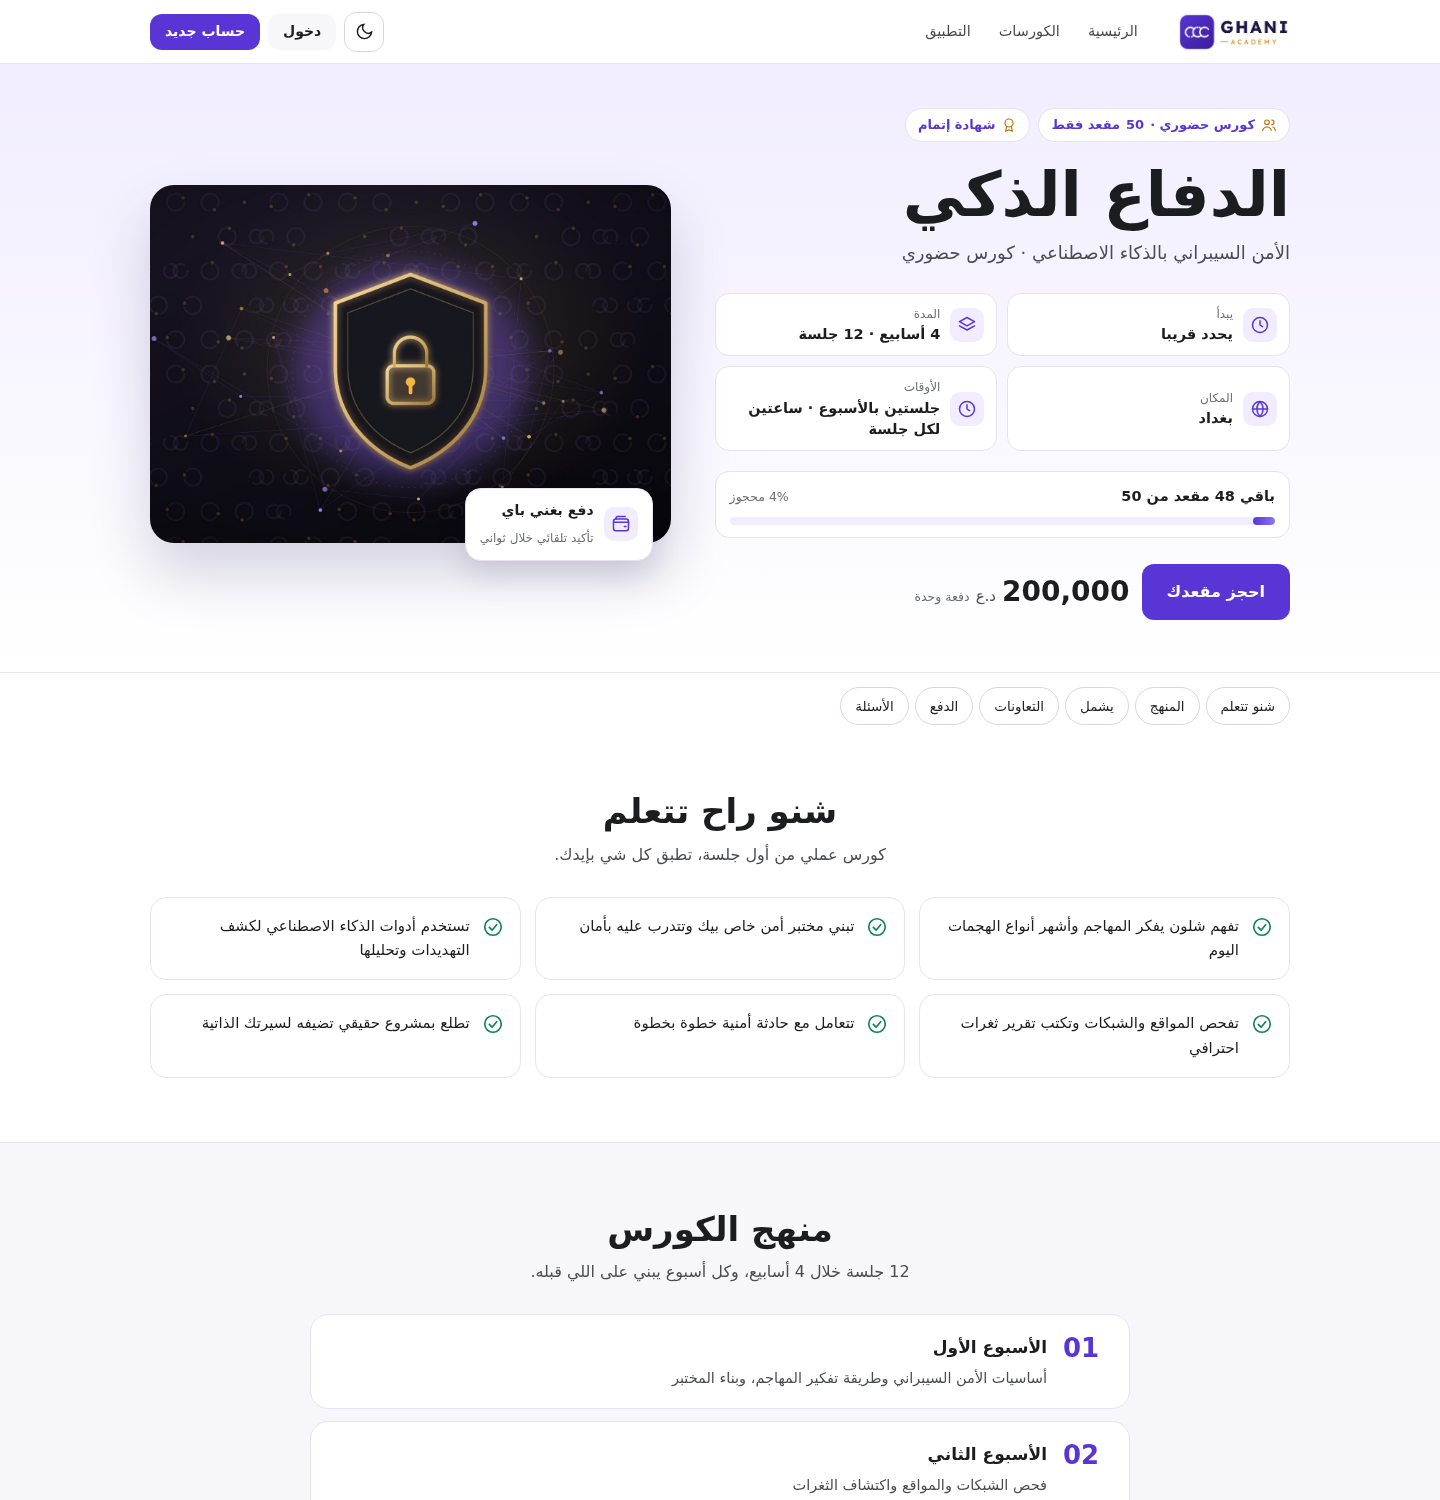 GHANI
ACADEMY
الرئيسية
الكورسات
التطبيق
دخول
حساب جديد
كورس حضوري · 50 مقعد فقط
شهادة إتمام
الدفاع الذكي
الأمن السيبراني بالذكاء الاصطناعي · كورس حضوري
يبدأ
يحدد قريبا
المدة
4 أسابيع · 12 جلسة
المكان
بغداد
الأوقات
جلستين بالأسبوع · ساعتين
لكل جلسة
باقي 48 مقعد من 50
4% محجوز
احجز مقعدك
200,000 د.ع دفعة وحدة
دفع بغني باي
تأكيد تلقائي خلال ثواني
شنو تتعلم
المنهج
يشمل
التعاونات
الدفع
الأسئلة
شنو راح تتعلم
كورس عملي من أول جلسة، تطبق كل شي بإيدك.
تفهم شلون يفكر المهاجم وأشهر أنواع الهجمات
اليوم
تبني مختبر أمن خاص بيك وتتدرب عليه بأمان
تستخدم أدوات الذكاء الاصطناعي لكشف
التهديدات وتحليلها
تفحص المواقع والشبكات وتكتب تقرير ثغرات
احترافي
تتعامل مع حادثة أمنية خطوة بخطوة
تطلع بمشروع حقيقي تضيفه لسيرتك الذاتية
منهج الكورس
12 جلسة خلال 4 أسابيع، وكل أسبوع يبني على اللي قبله.
01
الأسبوع الأول
أساسيات الأمن السيبراني وطريقة تفكير المهاجم، وبناء المختبر
02
الأسبوع الثاني
فحص الشبكات والمواقع واكتشاف الثغرات